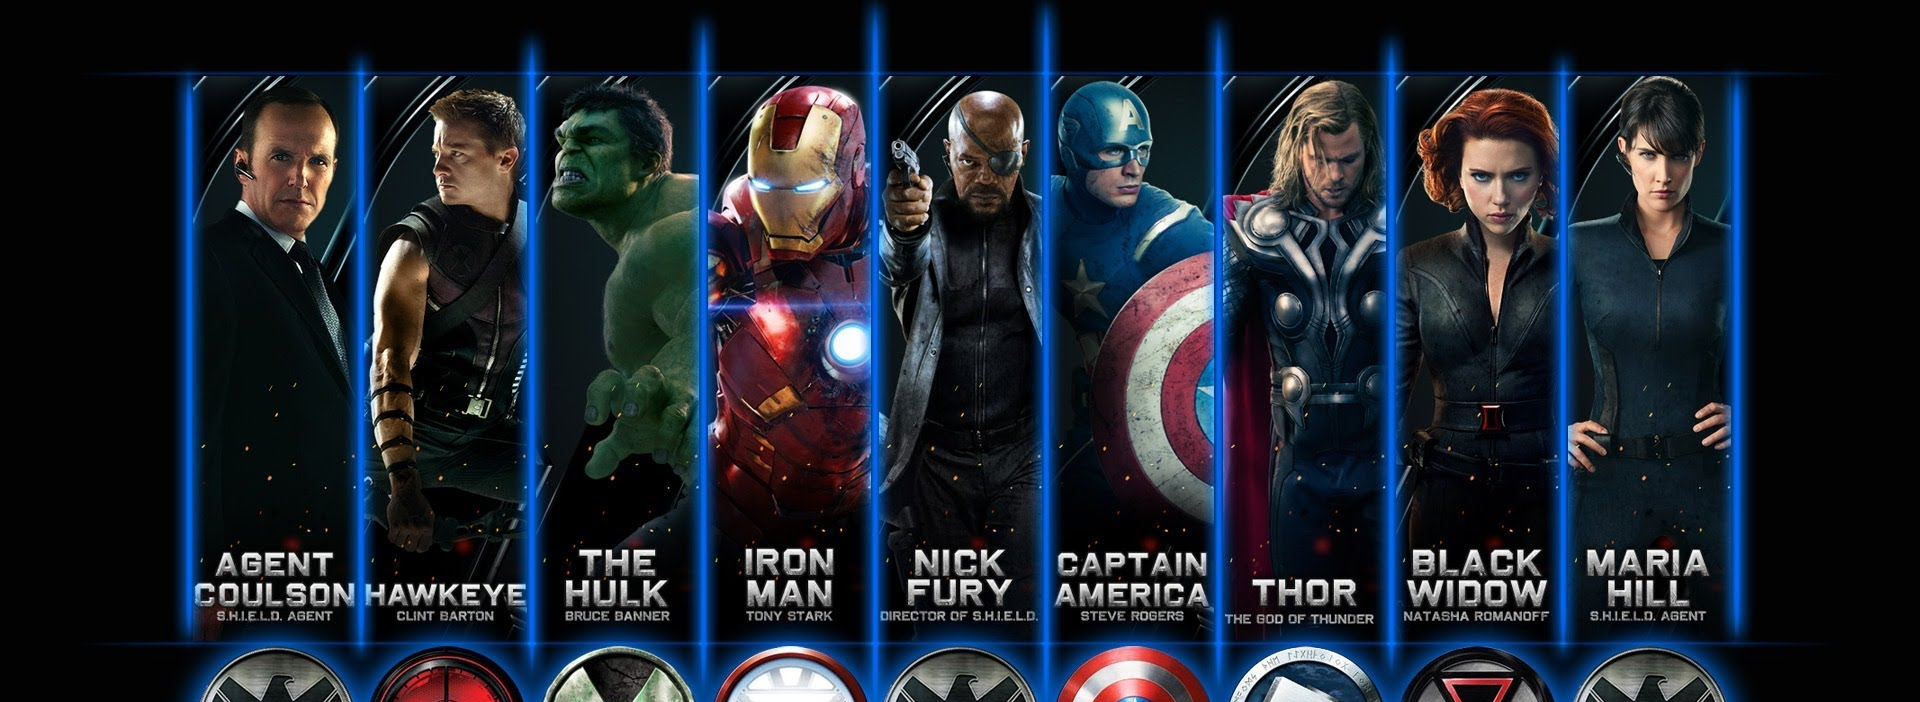 AGENT
COULSON
S.H.I.E.L.D. AGENT
HAWKEYE
CLINT BARTON
THE
HULK
BRUCE BANNER
IRON
MAN
TONY STARK
NICK
FURY
DIRECTOR OF S.H.I.E.L.D.
CAPTAIN
AMERICA
STEVE ROGERS
THOR
THE GOD OF THUNDER
BLACK
WIDOW
NATASHA ROMANOFF
MARIA
HILL
S.H.I.E.L.D. AGENT
A